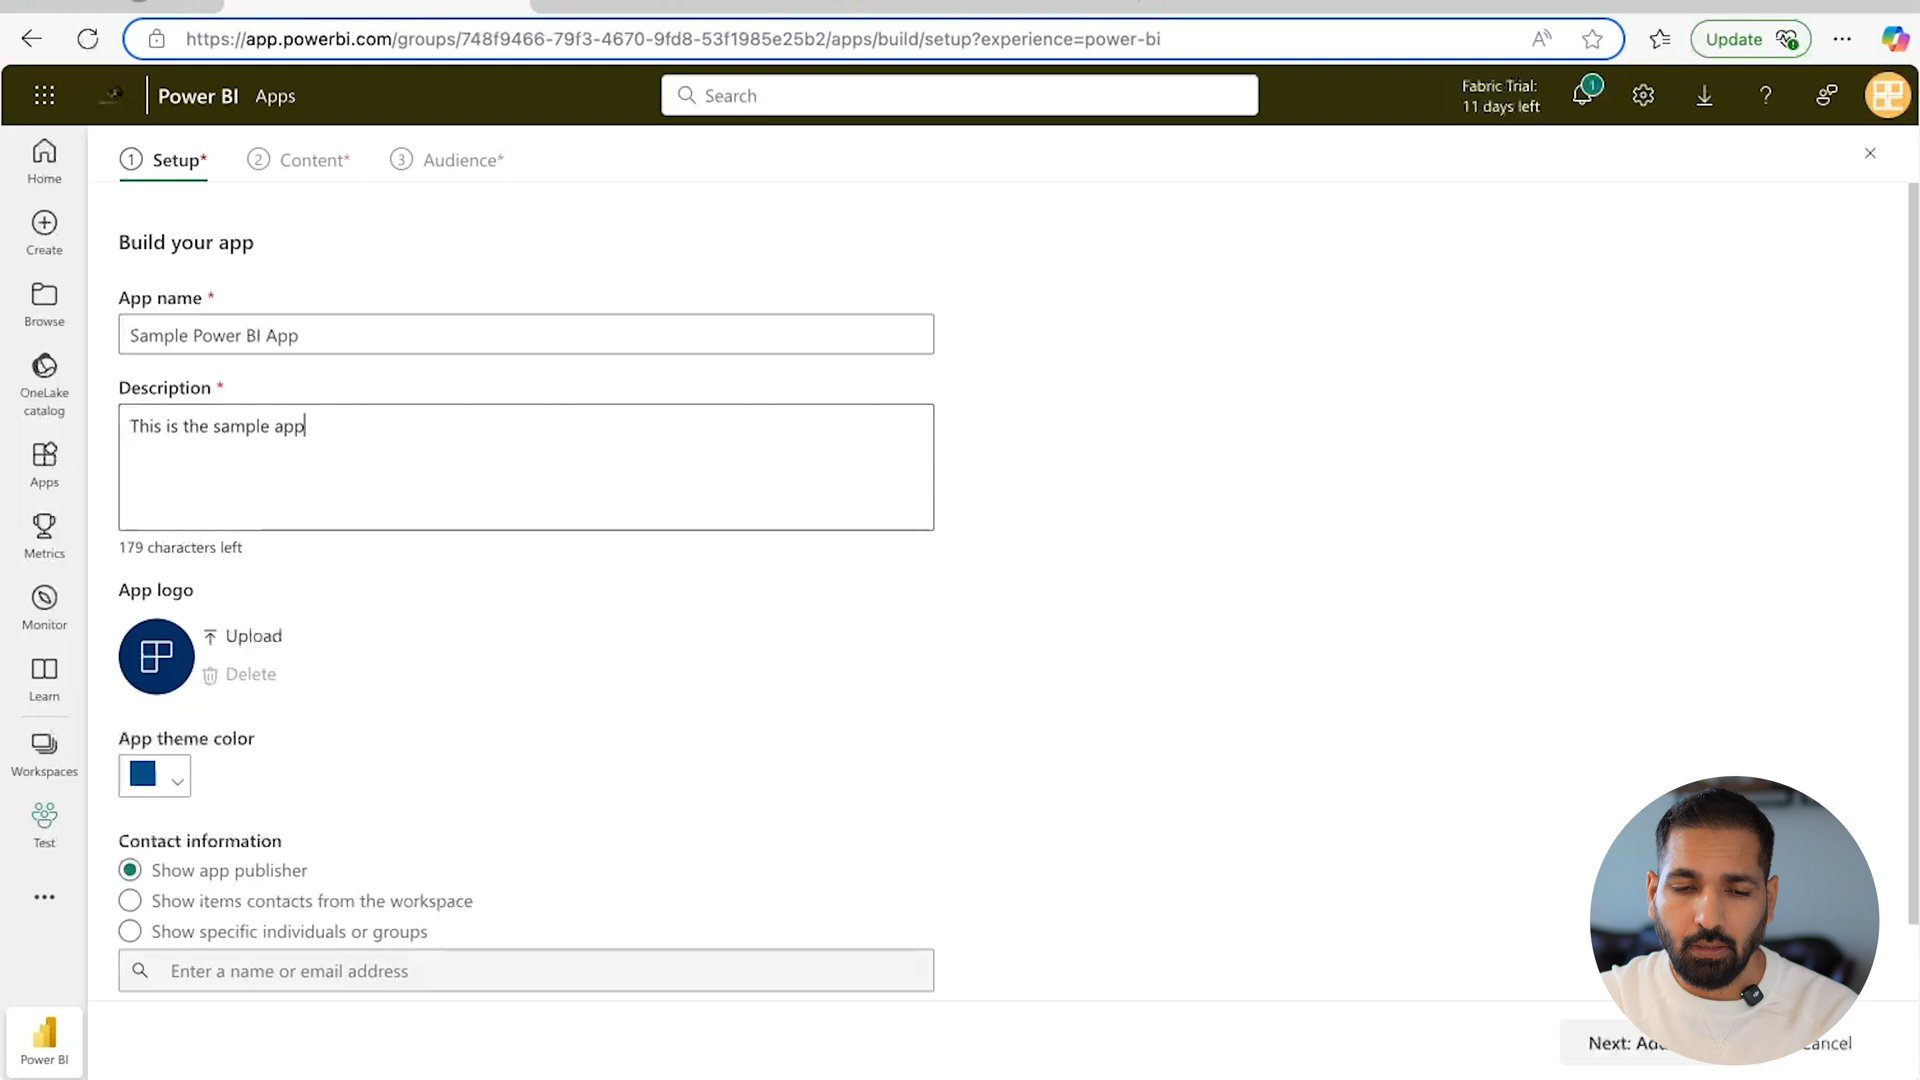 https://app.powerbi.com/groups/748f9466-79f3-4670-9fd8-53f1985e25b2/apps/build/setup?experience=power-bi
Update
Power BI
Apps
Search
Fabric Trial:
11 days left
1
?
Home
Create
Browse
OneLake
catalog
Apps
Metrics
Monitor
Learn
Workspaces
Test
Power BI
1 Setup*
2 Content*
3 Audience*
Build your app
App name *
Sample Power BI App
Description *
This is the sample app
179 characters left
App logo
Upload
Delete
App theme color
Contact information
Show app publisher
Show items contacts from the workspace
Show specific individuals or groups
Enter a name or email address
Next: